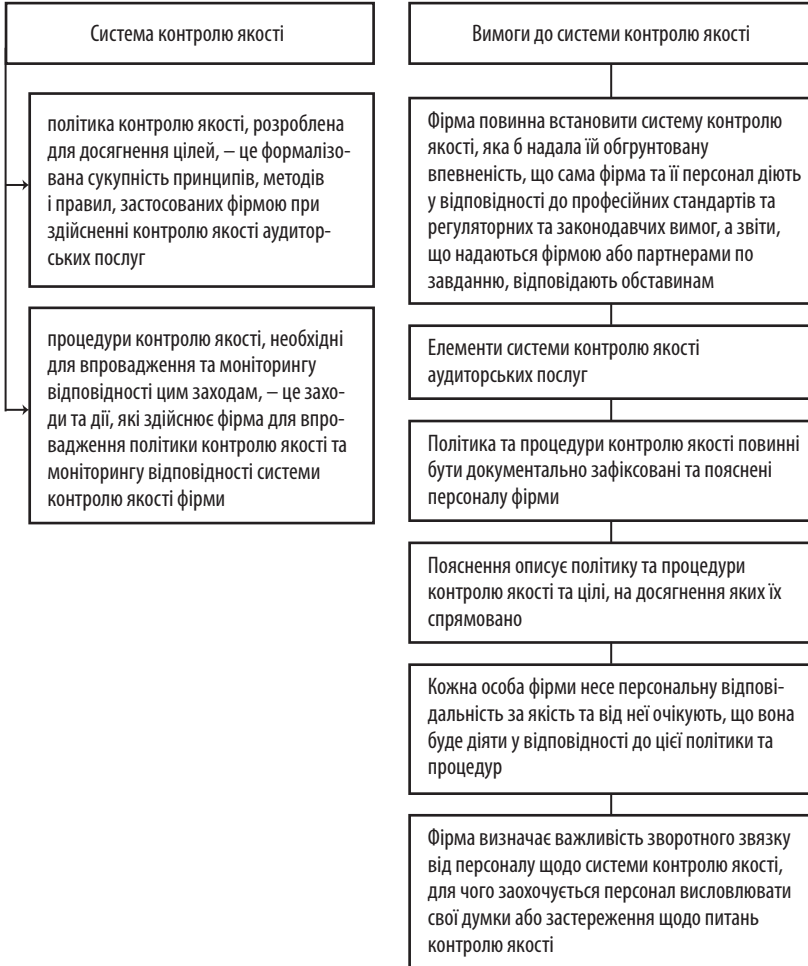 Система контролю якості
політика контролю якості, розроблена
для досягнення цілей, – це формалізо-
вана сукупність принципів, методів
і правил, застосованих фірмою при
здійсненні контролю якості аудитор-
ських послуг
процедури контролю якості, необхідні
для впровадження та моніторингу
відповідності цим заходам, – це захо-
ди та дії, які здійснює фірма для впро-
вадження політики контролю якості та
моніторингу відповідності системи
контролю якості фірми
Вимоги до системи контролю якості
Фірма повинна встановити систему контролю
якості, яка б надала їй обгрунтовану
впевненість, що сама фірма та її персонал діють
у відповідності до професійних стандартів та
регуляторних та законодавчих вимог, а звіти,
що надаються фірмою або партнерами по
завданню, відповідають обставинам
Елементи системи контролю якості
аудиторських послуг
Політика та процедури контролю якості повинні
бути документально зафіксовані та пояснені
персоналу фірми
Пояснення описує політику та процедури
контролю якості та цілі, на досягнення яких їх
спрямовано
Кожна особа фірми несе персональну відпові-
дальність за якість та від неї очікують, що вона
буде діяти у відповідності до цієї політики та
процедур
Фірма визначає важливість зворотного звязку
від персоналу щодо системи контролю якості,
для чого заохочується персонал висловлювати
свої думки або застереження щодо питань
контролю якості